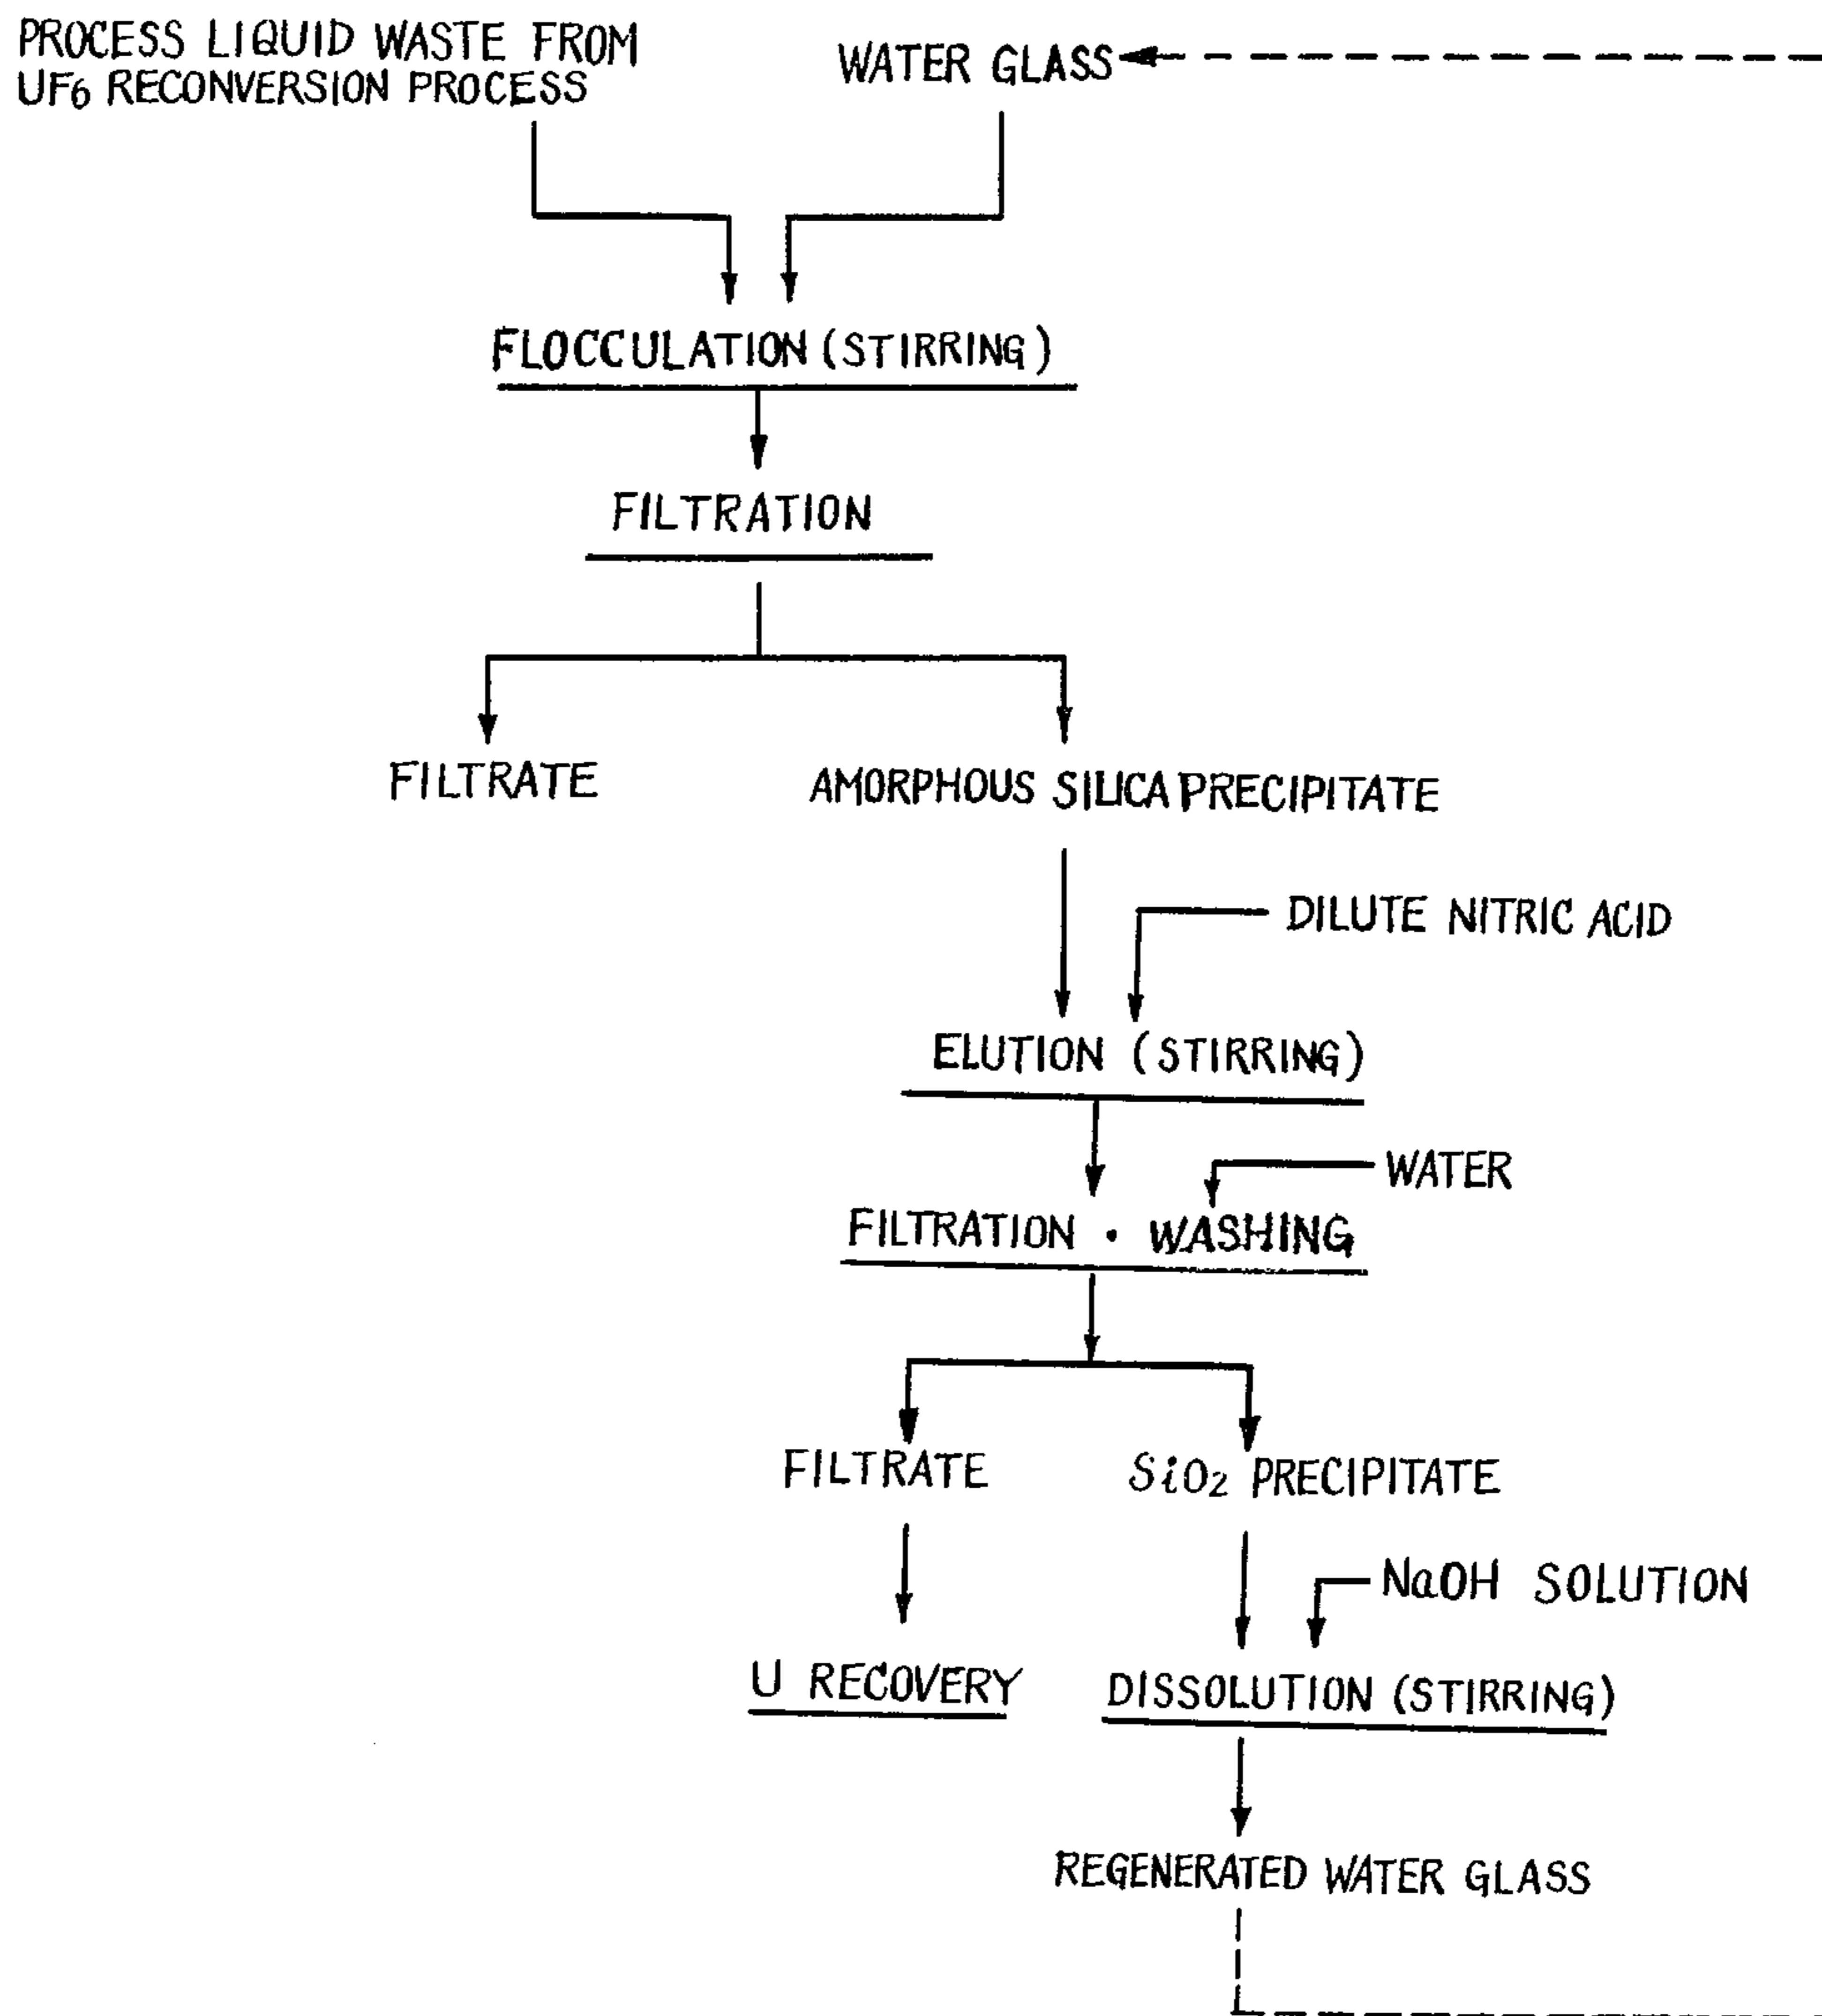 PROCESS LIQUID WASTE FROM
UF6 RECONVERSION PROCESS
WATER GLASS
FLOCCULATION (STIRRING)
FILTRATION
FILTRATE
AMORPHOUS SILICA PRECIPITATE
DILUTE NITRIC ACID
ELUTION (STIRRING)
WATER
FILTRATION · WASHING
FILTRATE
SiO2 PRECIPITATE
NaOH SOLUTION
U RECOVERY
DISSOLUTION (STIRRING)
REGENERATED WATER GLASS